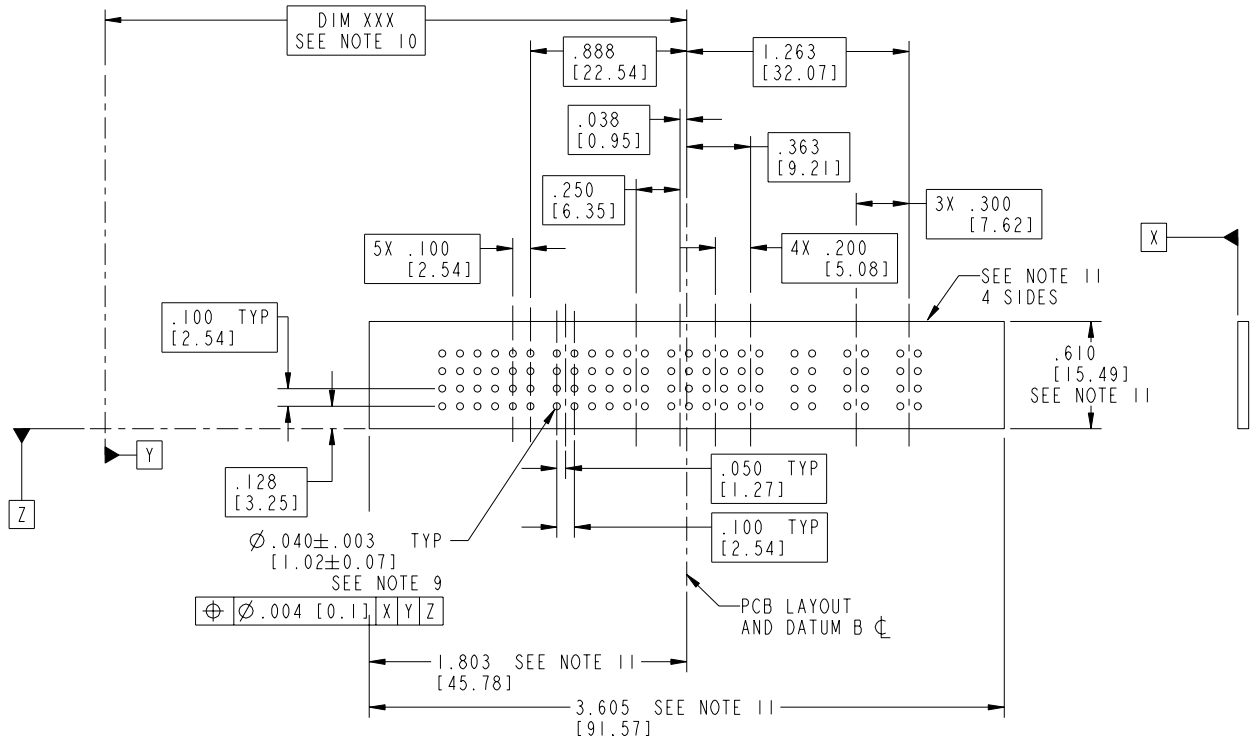 DIM XXX
SEE NOTE 10
.888
[22.54]
1.263
[32.07]
.038
[0.95]
.363
[9.21]
.250
[6.35]
3X .300
[7.62]
5X .100
[2.54]
4X .200
[5.08]
X
SEE NOTE 11
4 SIDES
.100 TYP
[2.54]
.610
[15.49]
SEE NOTE 11
Y
.128
[3.25]
.050 TYP
[1.27]
Z
Ø.040±.003 TYP
[1.02±0.07]
SEE NOTE 9
.100 TYP
[2.54]
⌖ Ø.004 [0.1] X Y Z
PCB LAYOUT
AND DATUM B ℄
1.803 SEE NOTE 11
[45.78]
3.605 SEE NOTE 11
[91.57]